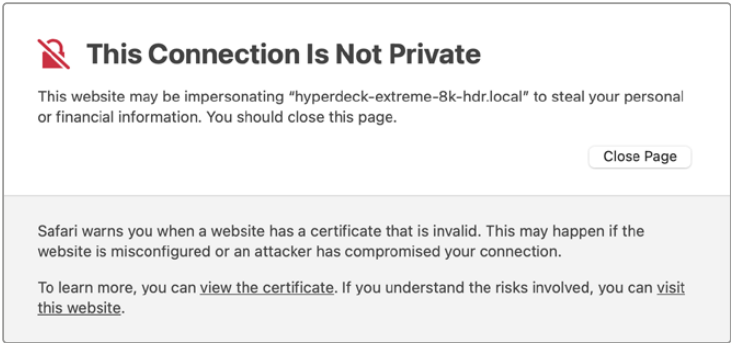 This Connection Is Not Private
This website may be impersonating “hyperdeck-extreme-8k-hdr.local” to steal your personal
or financial information. You should close this page.
Close Page
Safari warns you when a website has a certificate that is invalid. This may happen if the
website is misconfigured or an attacker has compromised your connection.
To learn more, you can view the certificate. If you understand the risks involved, you can visit
this website.